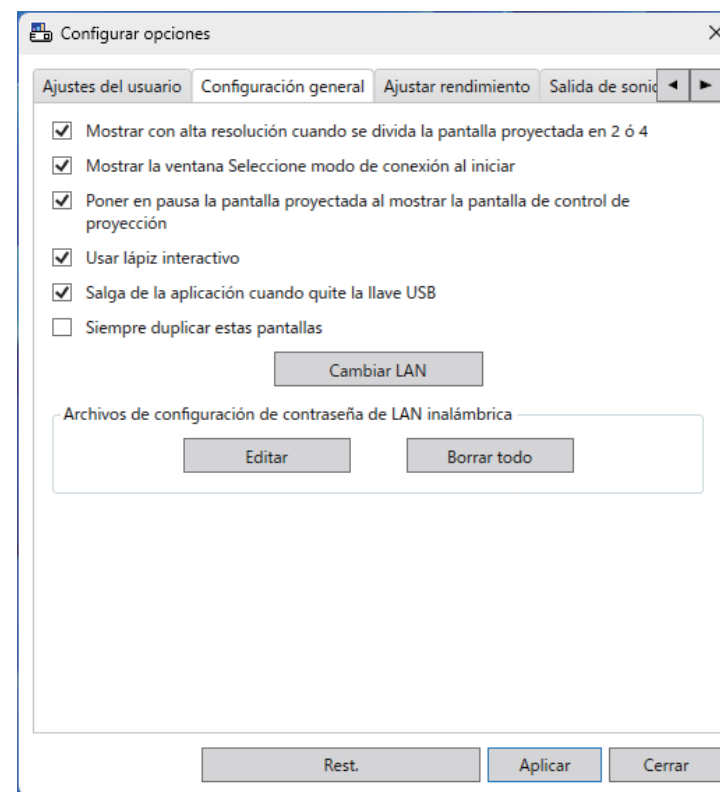 Configurar opciones
Ajustes del usuario Configuración general Ajustar rendimiento Salida de sonic
Mostrar con alta resolución cuando se divida la pantalla proyectada en 2 ó 4
Mostrar la ventana Seleccione modo de conexión al iniciar
Poner en pausa la pantalla proyectada al mostrar la pantalla de control de
proyección
Usar lápiz interactivo
Salga de la aplicación cuando quite la llave USB
Siempre duplicar estas pantallas
Cambiar LAN
Archivos de configuración de contraseña de LAN inalámbrica
Editar Borrar todo
Rest. Aplicar Cerrar